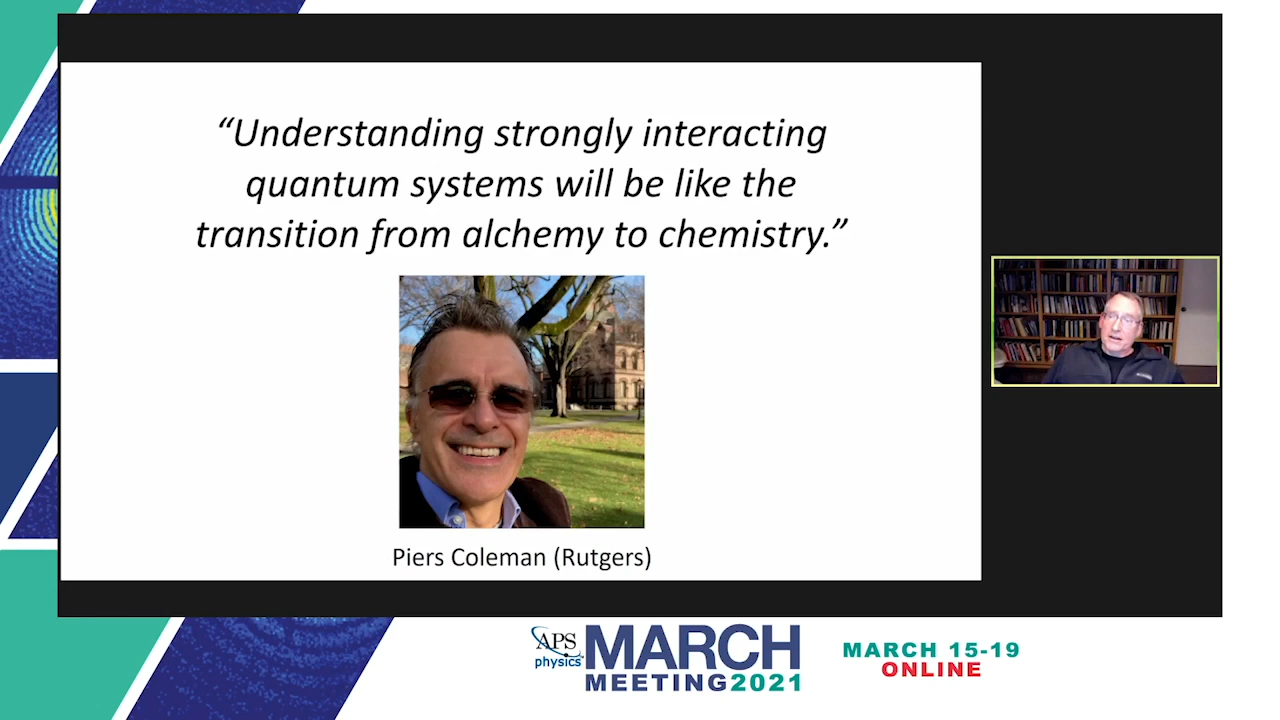 “Understanding strongly interacting
quantum systems will be like the
transition from alchemy to chemistry.”
Piers Coleman (Rutgers)
APS
physics
MARCH
MEETING2021
MARCH 15-19
ONLINE